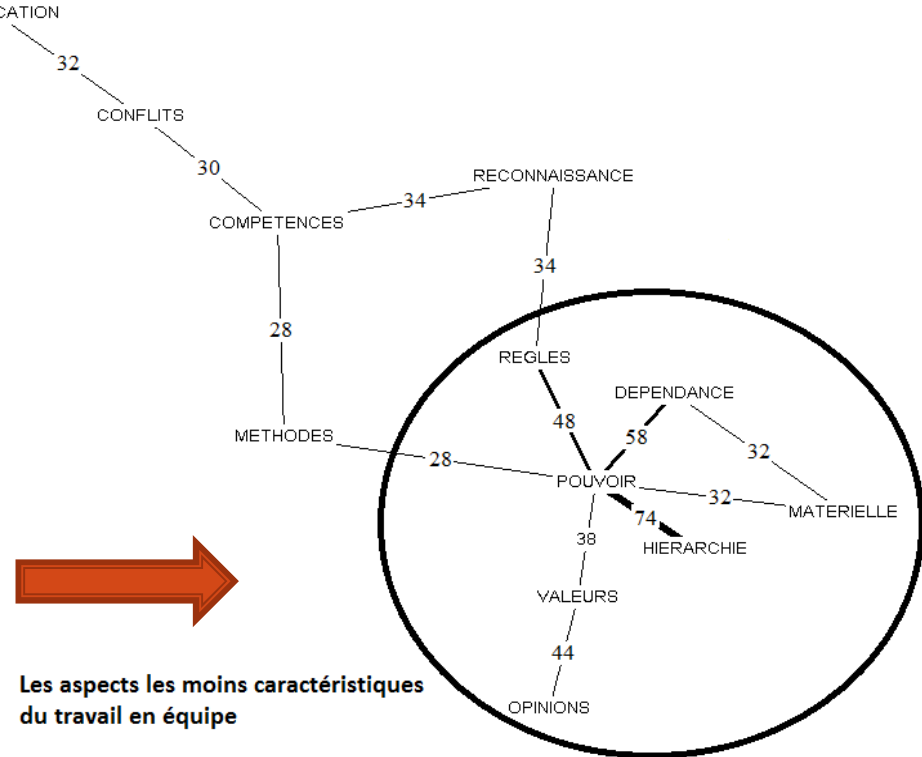 CATION
32
CONFLITS
30
RECONNAISSANCE
34
COMPETENCES
34
28
REGLES
DEPENDANCE
48
58
METHODES
28
32
POUVOIR
32
MATERIELLE
74
38
HIERARCHIE
VALEURS
44
OPINIONS
Les aspects les moins caractéristiques
du travail en équipe